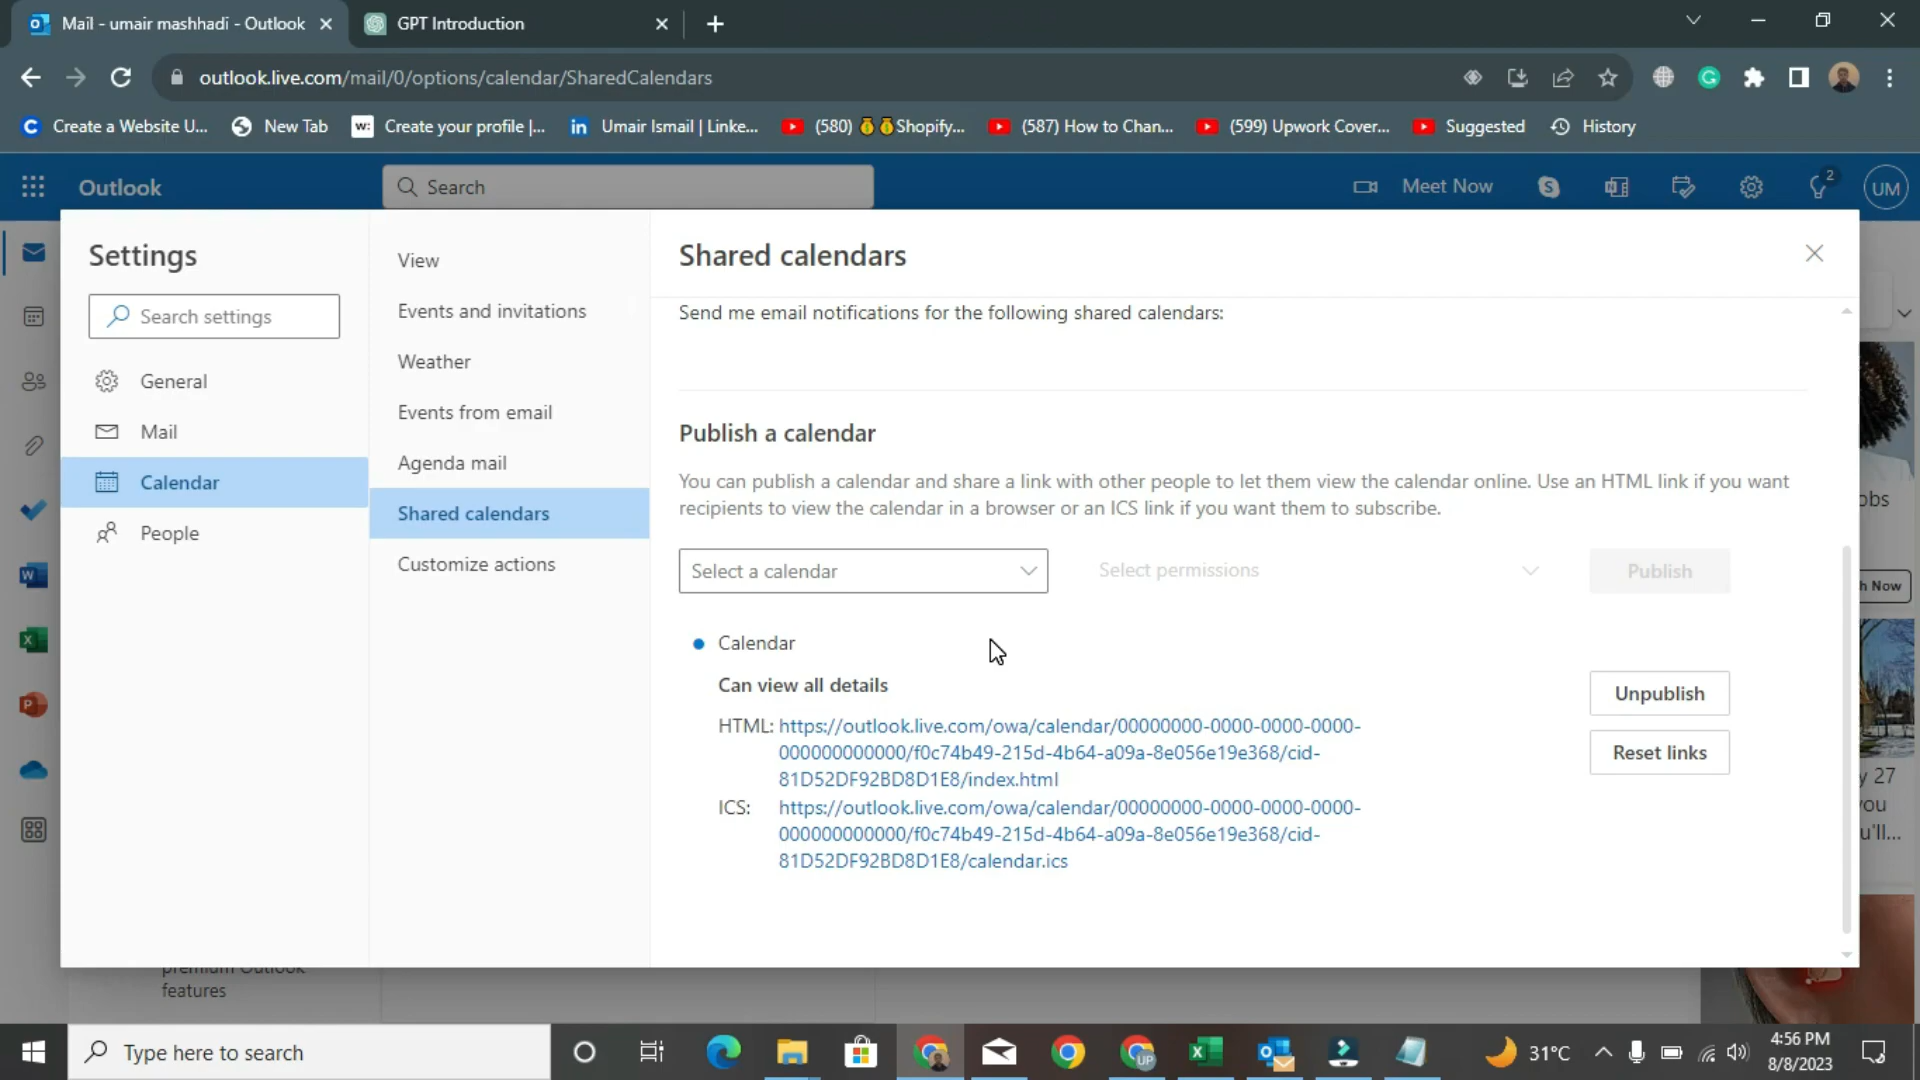 Mail - umair mashhadi - Outlook
GPT Introduction
outlook.live.com/mail/0/options/calendar/SharedCalendars
Create a Website U...
New Tab
Create your profile |...
Umair Ismail | Linke...
(580) 💰💰Shopify...
(587) How to Chan...
(599) Upwork Cover...
Suggested
History
Outlook
Search
Meet Now
2
UM
Settings
Search settings
General
Mail
Calendar
People
View
Events and invitations
Weather
Events from email
Agenda mail
Shared calendars
Customize actions
Shared calendars
Send me email notifications for the following shared calendars:
Publish a calendar
You can publish a calendar and share a link with other people to let them view the calendar online. Use an HTML link if you want
recipients to view the calendar in a browser or an ICS link if you want them to subscribe.
Select a calendar
Select permissions
Publish
Calendar
Can view all details
HTML: https://outlook.live.com/owa/calendar/00000000-0000-0000-0000-
000000000000/f0c74b49-215d-4b64-a09a-8e056e19e368/cid-
81D52DF92BD8D1E8/index.html
ICS: https://outlook.live.com/owa/calendar/00000000-0000-0000-0000-
000000000000/f0c74b49-215d-4b64-a09a-8e056e19e368/cid-
81D52DF92BD8D1E8/calendar.ics
Unpublish
Reset links
obs
h Now
y 27
you
u'll...
premium Outlook
features
Type here to search
UP
31°C
4:56 PM
8/8/2023